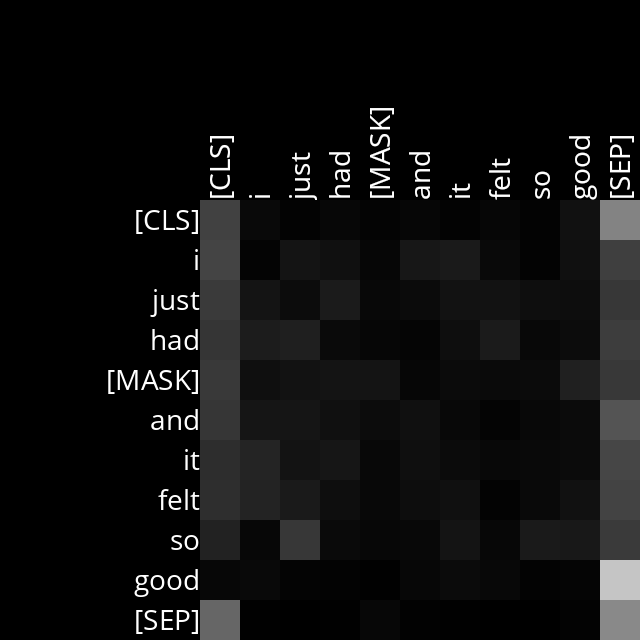 [CLS] i just had [MASK] and it felt so good [SEP]
[CLS]
i
just
had
[MASK]
and
it
felt
so
good
[SEP]